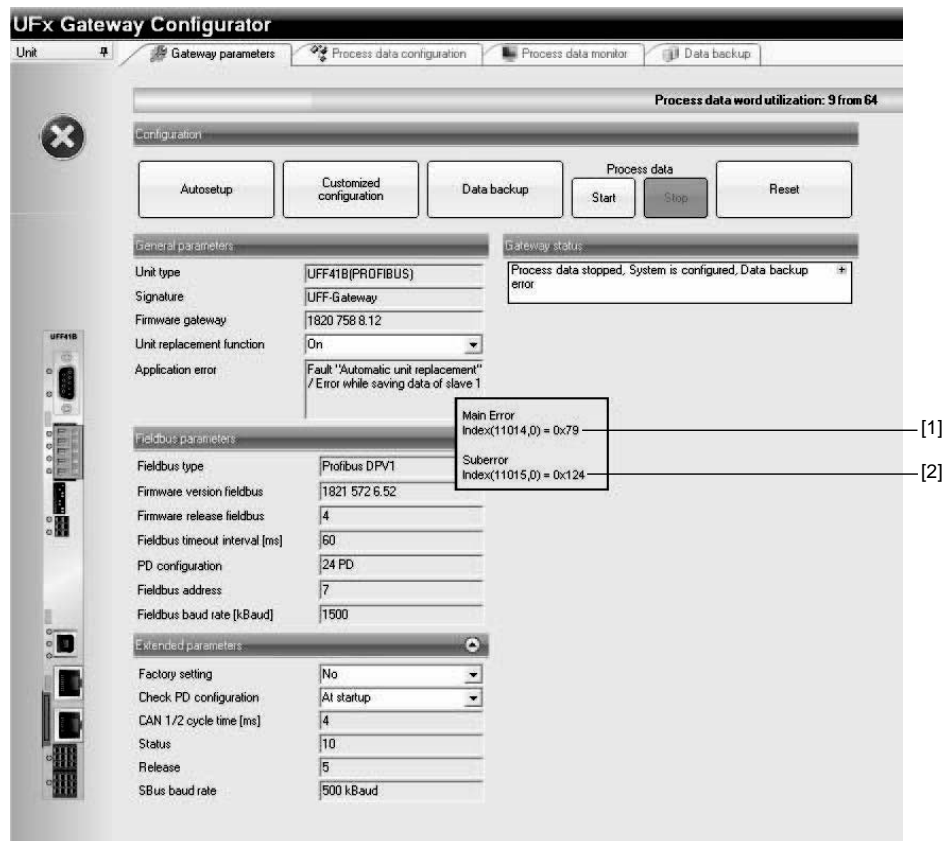 UFx Gateway Configurator
Unit
Gateway parameters
Process data configuration
Process data monitor
Data backup
Process data word utilization: 9 from 64
Configuration
Autosetup
Customized
configuration
Data backup
Process data
Start
Stop
Reset
General parameters
Unit type
UFF41B(PROFIBUS)
Signature
UFF-Gateway
Firmware gateway
1820 758 8.12
Unit replacement function
On
Application error
Fault "Automatic unit replacement"
/ Error while saving data of slave 1
Gateway status
Process data stopped, System is configured, Data backup
error
+
Main Error
Index(11014,0) = 0x79
[1]
Suberror
Index(11015,0) = 0x124
[2]
Fieldbus parameters
Fieldbus type
Profibus DPV1
Firmware version fieldbus
1821 572 6.52
Firmware release fieldbus
4
Fieldbus timeout interval [ms]
60
PD configuration
24 PD
Fieldbus address
7
Fieldbus baud rate [kBaud]
1500
Extended parameters
Factory setting
No
Check PD configuration
At startup
CAN 1/2 cycle time [ms]
4
Status
10
Release
5
SBus baud rate
500 kBaud
UFF41B